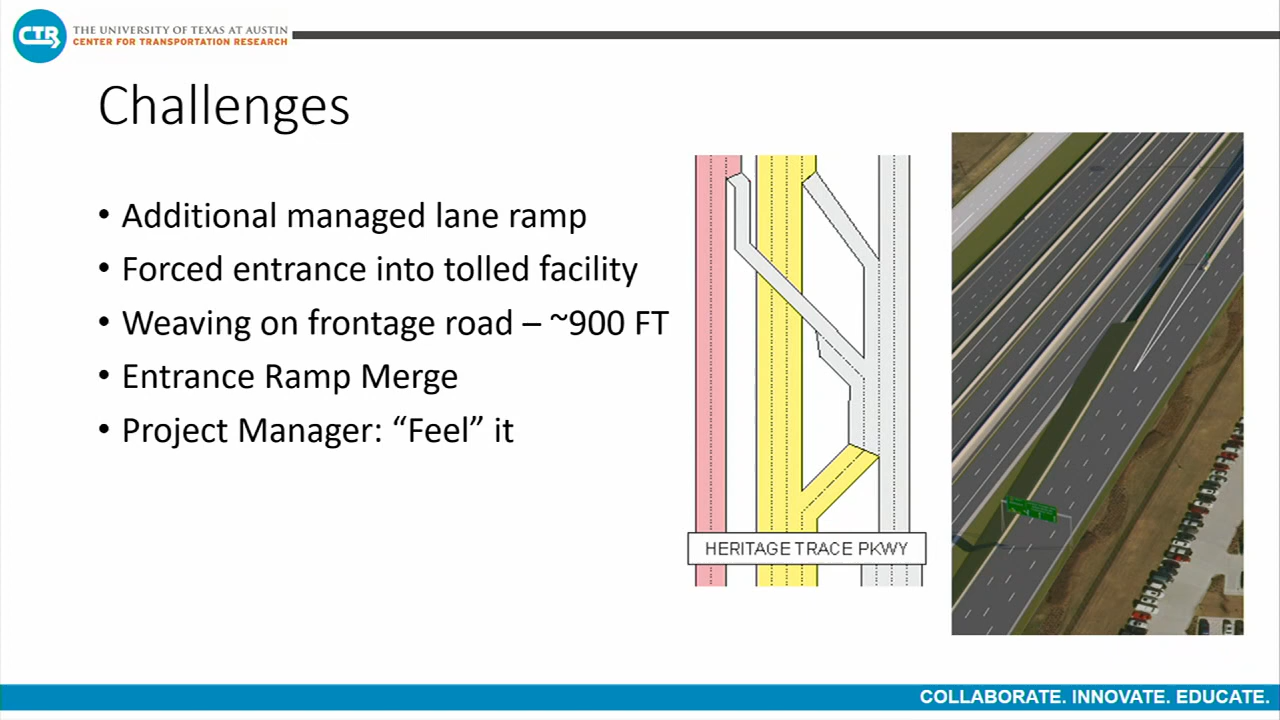 CTR
THE UNIVERSITY OF TEXAS AT AUSTIN
CENTER FOR TRANSPORTATION RESEARCH
Challenges
• Additional managed lane ramp
• Forced entrance into tolled facility
• Weaving on frontage road – ~900 FT
• Entrance Ramp Merge
• Project Manager: “Feel” it
HERITAGE TRACE PKWY
COLLABORATE. INNOVATE. EDUCATE.